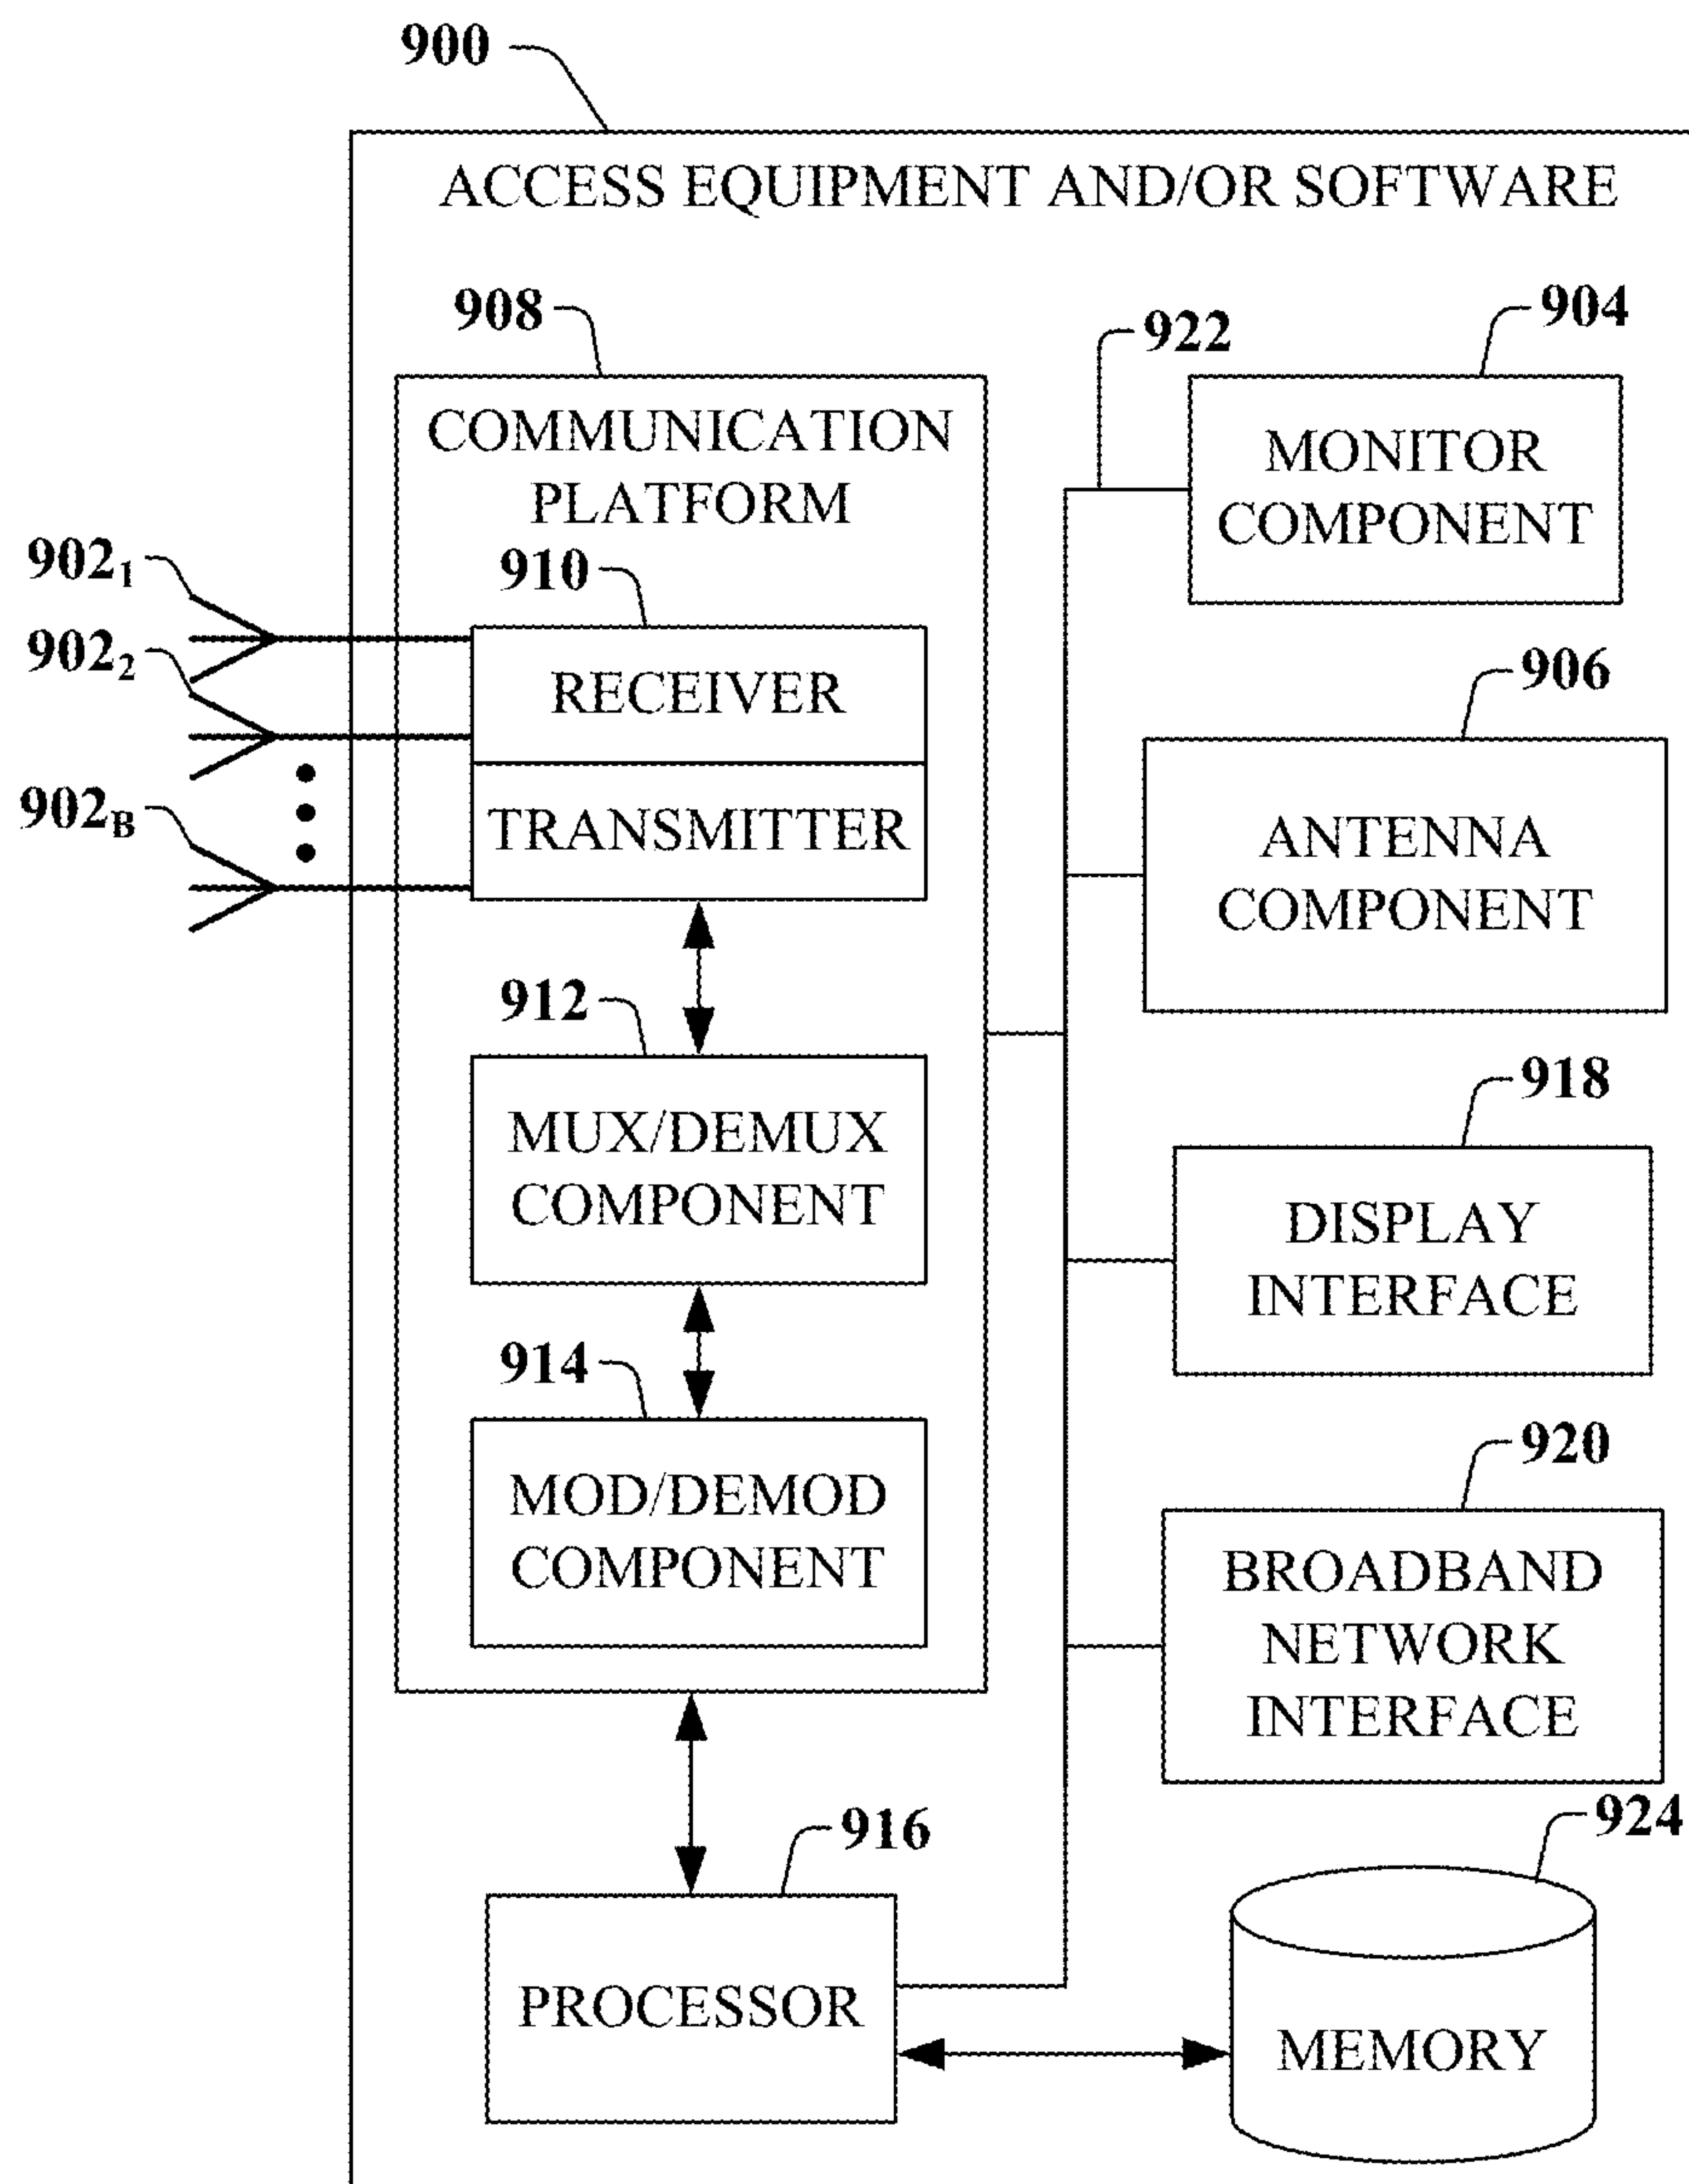 900
ACCESS EQUIPMENT AND/OR SOFTWARE
908
COMMUNICATION
PLATFORM
902₁
902₂
902B
910
RECEIVER
TRANSMITTER
912
MUX/DEMUX
COMPONENT
914
MOD/DEMOD
COMPONENT
916
PROCESSOR
922
904
MONITOR
COMPONENT
906
ANTENNA
COMPONENT
918
DISPLAY
INTERFACE
920
BROADBAND
NETWORK
INTERFACE
924
MEMORY